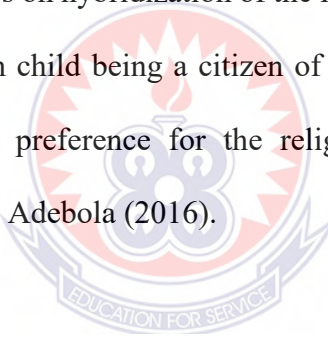 s on hybridization of the
n child being a citizen of
preference for the relig
Adebola (2016).
EDUCATION FOR SERVICE